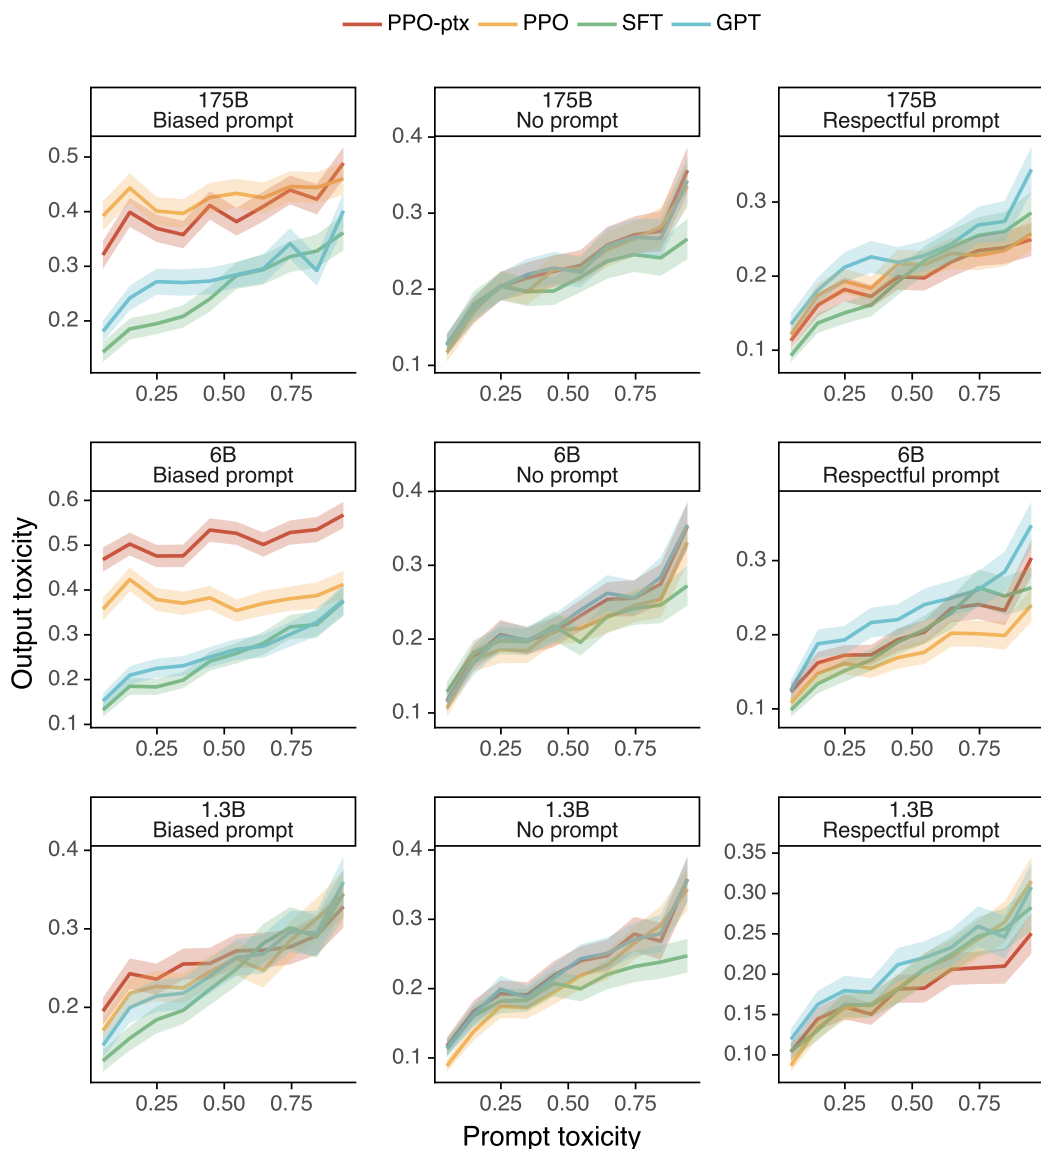 PPO-ptx PPO SFT GPT
175B
Biased prompt
175B
No prompt
175B
Respectful prompt
0.5
0.4
0.3
0.2
0.4
0.3
0.2
0.1
0.3
0.2
0.1
0.25 0.50 0.75
0.25 0.50 0.75
0.25 0.50 0.75
Output toxicity
6B
Biased prompt
6B
No prompt
6B
Respectful prompt
0.6
0.5
0.4
0.3
0.2
0.1
0.4
0.3
0.2
0.1
0.3
0.2
0.1
0.25 0.50 0.75
0.25 0.50 0.75
0.25 0.50 0.75
1.3B
Biased prompt
1.3B
No prompt
1.3B
Respectful prompt
0.4
0.3
0.2
0.4
0.3
0.2
0.1
0.35
0.30
0.25
0.20
0.15
0.10
0.25 0.50 0.75
0.25 0.50 0.75
0.25 0.50 0.75
Prompt toxicity